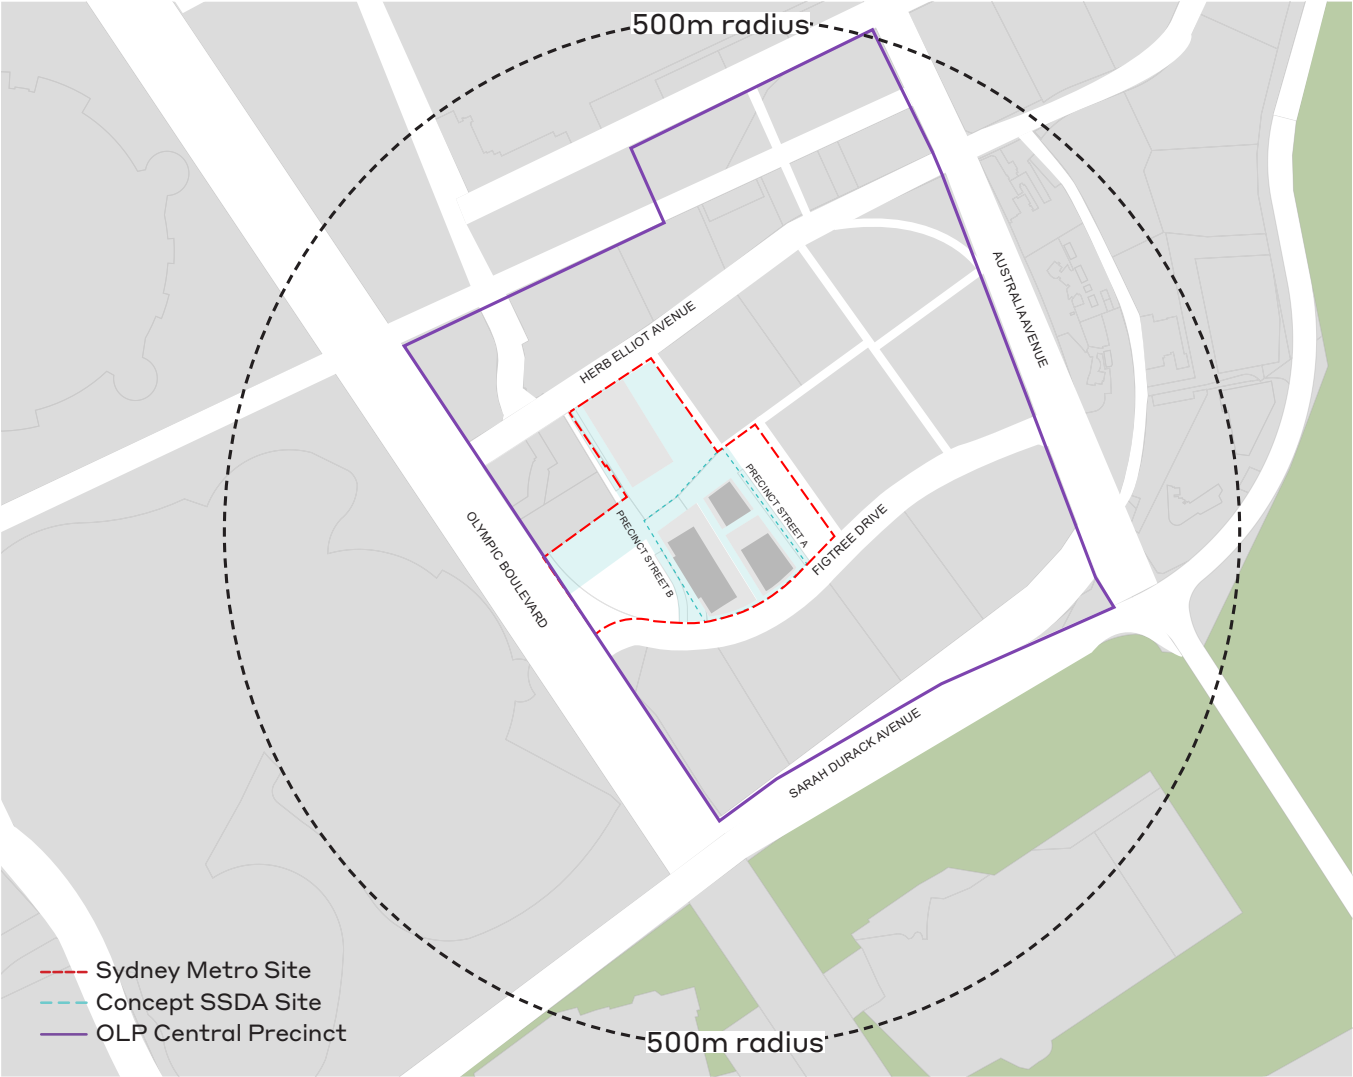 500m radius
AUSTRALIA AVENUE
HERB ELLIOT AVENUE
PRECINCT STREET A
PRECINCT STREET B
FIGTREE DRIVE
OLYMPIC BOULEVARD
SARAH DURACK AVENUE
Sydney Metro Site
Concept SSDA Site
OLP Central Precinct
500m radius